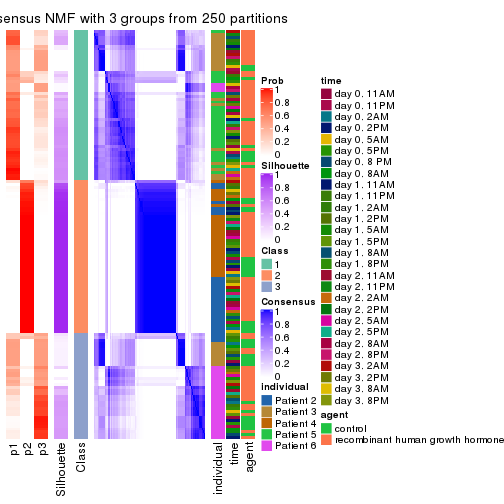 sensus NMF with 3 groups from 250 partitions
Prob
1
0.8
0.6
0.4
0.2
0
Silhouette
1
0.8
0.6
0.4
0.2
0
Class
1
2
3
Consensus
1
0.8
0.6
0.4
0.2
0
individual
Patient 2
Patient 3
Patient 4
Patient 5
Patient 6
time
day 0. 11AM
day 0. 11PM
day 0. 2AM
day 0. 2PM
day 0. 5AM
day 0. 5PM
day 0. 8 PM
day 0. 8AM
day 1. 11AM
day 1. 11PM
day 1. 2AM
day 1. 2PM
day 1. 5AM
day 1. 5PM
day 1. 8AM
day 1. 8PM
day 2. 11AM
day 2. 11PM
day 2. 2AM
day 2. 2PM
day 2. 5AM
day 2. 5PM
day 2. 8AM
day 2. 8PM
day 3. 2AM
day 3. 2PM
day 3. 8AM
day 3. 8PM
agent
control
recombinant human growth hormone
p1
p2
p3
Silhouette
Class
individual
time
agent